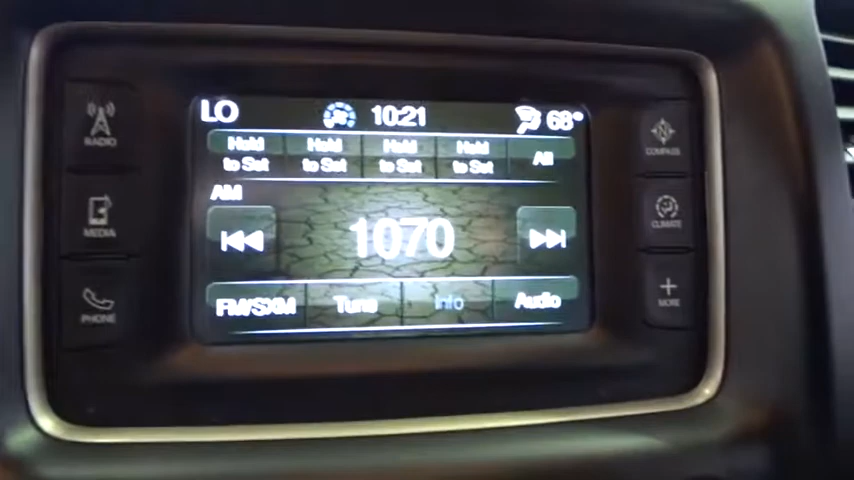 LO 10:21 68°
Hold to Set Hold to Set Hold to Set Hold to Set All
AM
1070
FM/SXM Tune Info Audio
RADIO
MEDIA
PHONE
COMPASS
CLIMATE
MORE